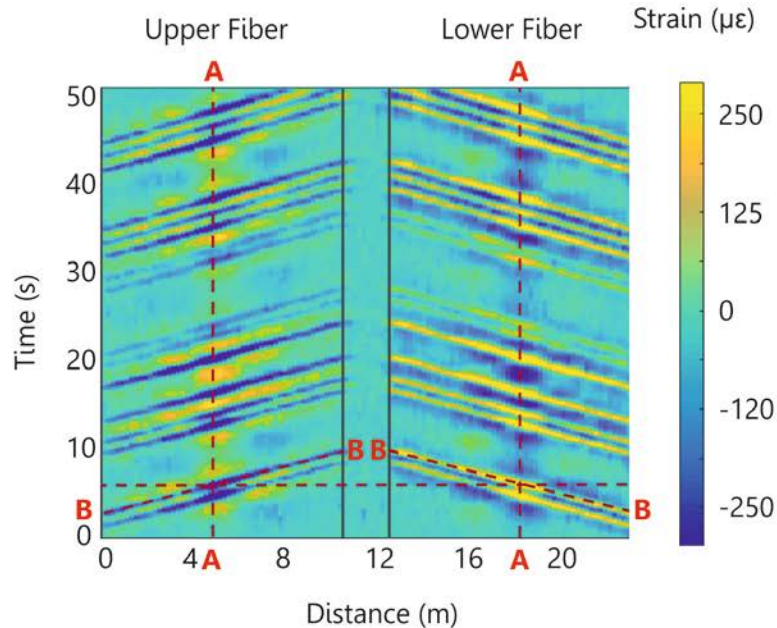 Upper Fiber
Lower Fiber
Strain (με)
A
A
50
40
30
20
10
0
Time (s)
B
B B
B
0
4
A
8
12
16
A
20
Distance (m)
250
125
0
-120
-250